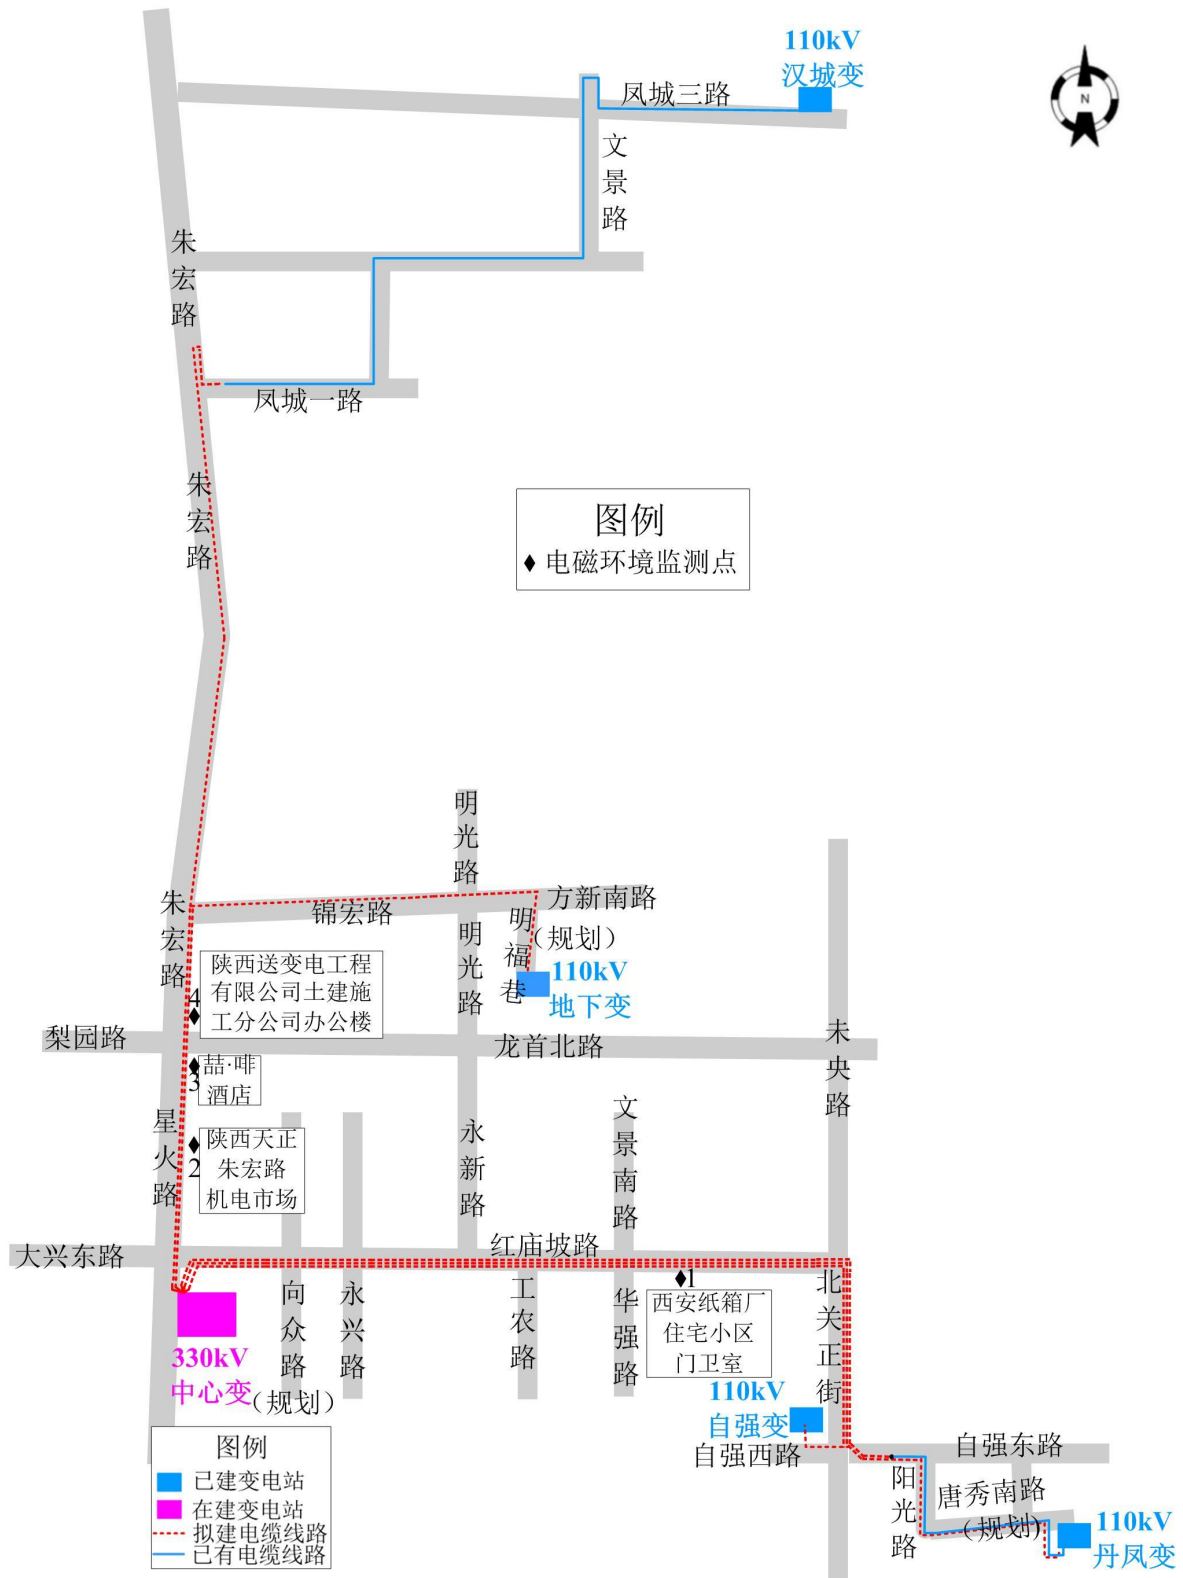 110kV
汉城变
N
凤城三路
文景路
朱宏路
凤城一路
朱宏路
图例
电磁环境监测点
明光路
朱宏路
锦宏路
方新南路
(规划)
明福巷
明光路
110kV
地下变
陕西送变电工程
有限公司土建施
工分公司办公楼
4
梨园路
龙首北路
未央路
喆·啡
酒店
3
星火路
陕西天正
朱宏路
机电市场
2
永新路
文景南路
大兴东路
红庙坡路
1
西安纸箱厂
住宅小区
门卫室
向众路
(规划)
永兴路
工农路
华强路
北关正街
330kV
中心变
110kV
自强变
自强西路
自强东路
阳光路
唐秀南路
(规划)
110kV
丹凤变
图例
已建变电站
在建变电站
拟建电缆线路
已有电缆线路